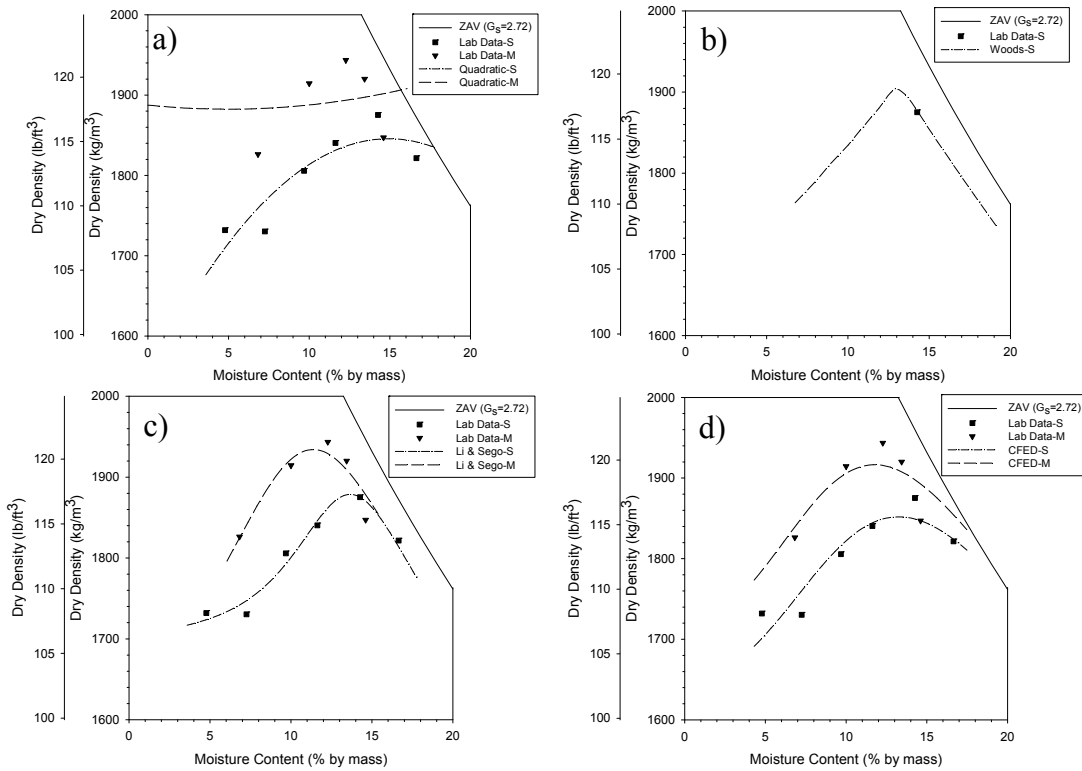 a)
ZAV (GS=2.72)
Lab Data-S
Lab Data-M
Quadratic-S
Quadratic-M
Dry Density (lb/ft3)
Dry Density (kg/m3)
120
115
110
105
100
2000
1900
1800
1700
1600
0 5 10 15 20
Moisture Content (% by mass)
b)
ZAV (GS=2.72)
Lab Data-S
Woods-S
Dry Density (lb/ft3)
Dry Density (kg/m3)
120
115
110
105
100
2000
1900
1800
1700
1600
0 5 10 15 20
Moisture Content (% by mass)
c)
ZAV (GS=2.72)
Lab Data-S
Lab Data-M
Li & Sego-S
Li & Sego-M
Dry Density (lb/ft3)
Dry Density (kg/m3)
120
115
110
105
100
2000
1900
1800
1700
1600
0 5 10 15 20
Moisture Content (% by mass)
d)
ZAV (GS=2.72)
Lab Data-S
Lab Data-M
CFED-S
CFED-M
Dry Density (lb/ft3)
Dry Density (kg/m3)
120
115
110
105
100
2000
1900
1800
1700
1600
0 5 10 15 20
Moisture Content (% by mass)